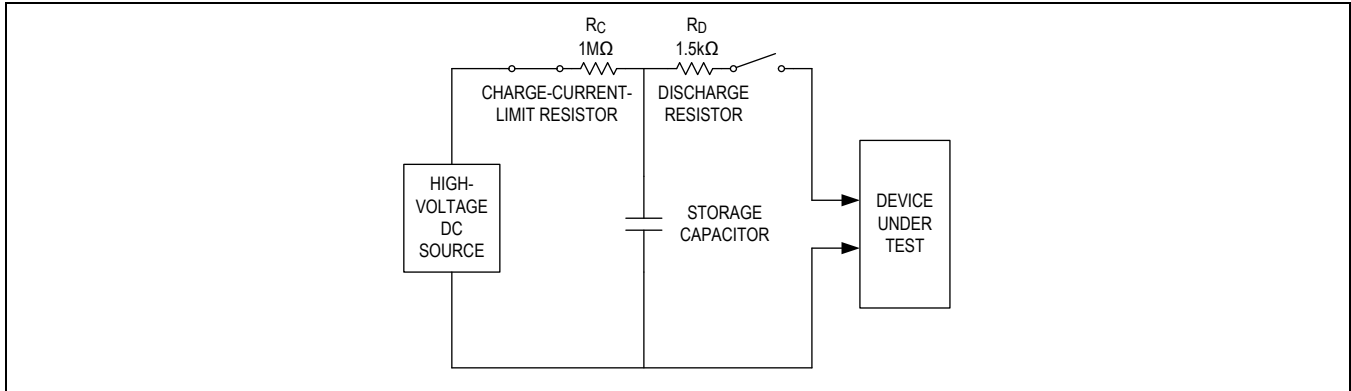 RC
1MΩ
RD
1.5kΩ
CHARGE-CURRENT-
LIMIT RESISTOR
DISCHARGE
RESISTOR
HIGH-
VOLTAGE
DC
SOURCE
STORAGE
CAPACITOR
DEVICE
UNDER
TEST